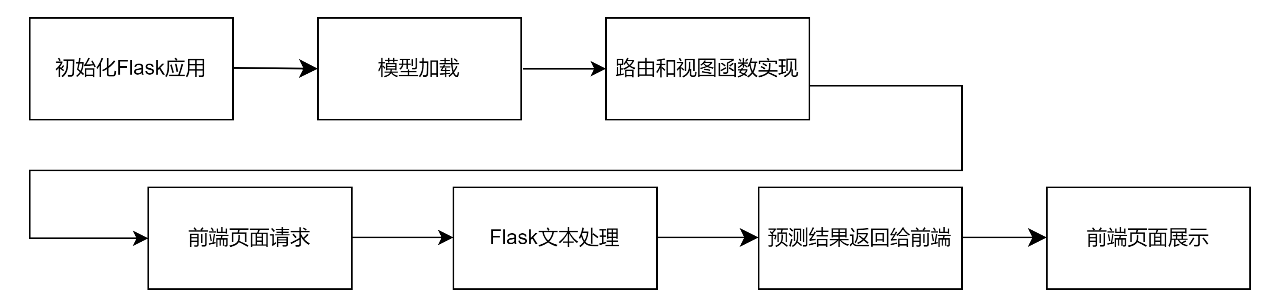 初始化Flask应用
模型加载
路由和视图函数实现
前端页面请求
Flask文本处理
预测结果返回给前端
前端页面展示